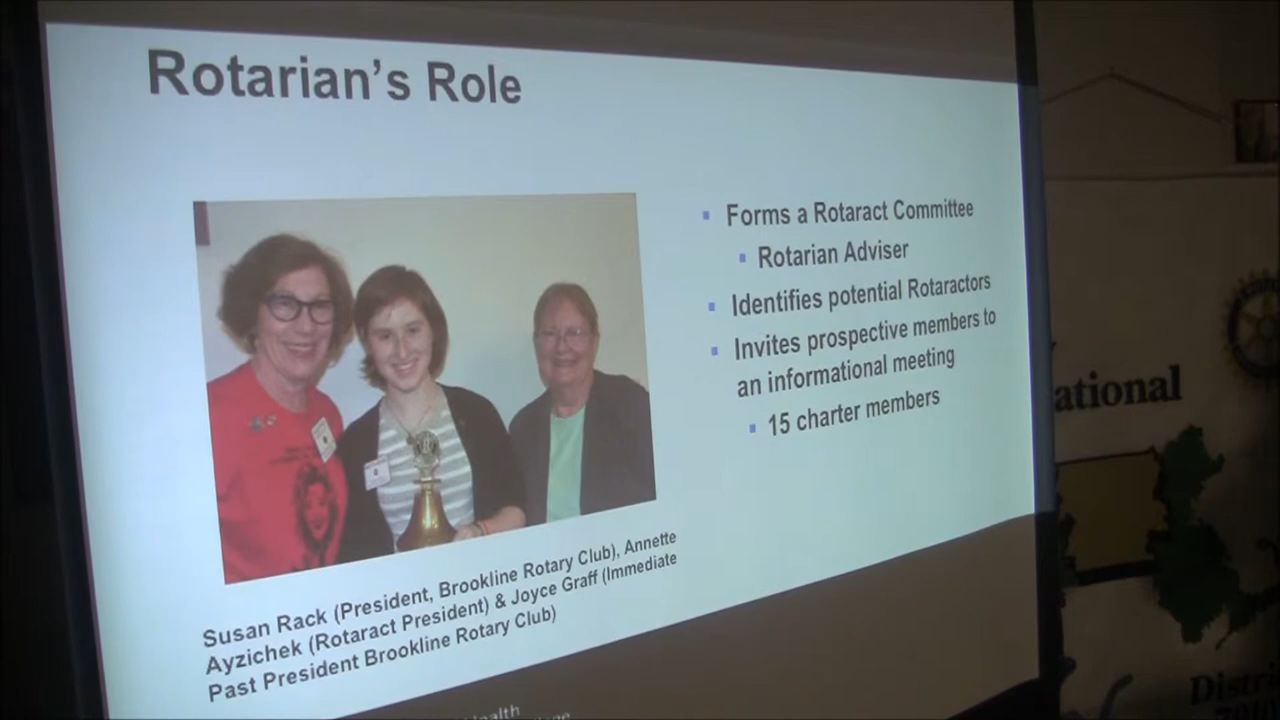 Rotarian's Role
Forms a Rotaract Committee
Rotarian Adviser
Identifies potential Rotaractors
Invites prospective members to
an informational meeting
15 charter members
Susan Rack (President, Brookline Rotary Club), Annette
Ayzichek (Rotaract President) & Joyce Graff (Immediate
Past President Brookline Rotary Club)
ational